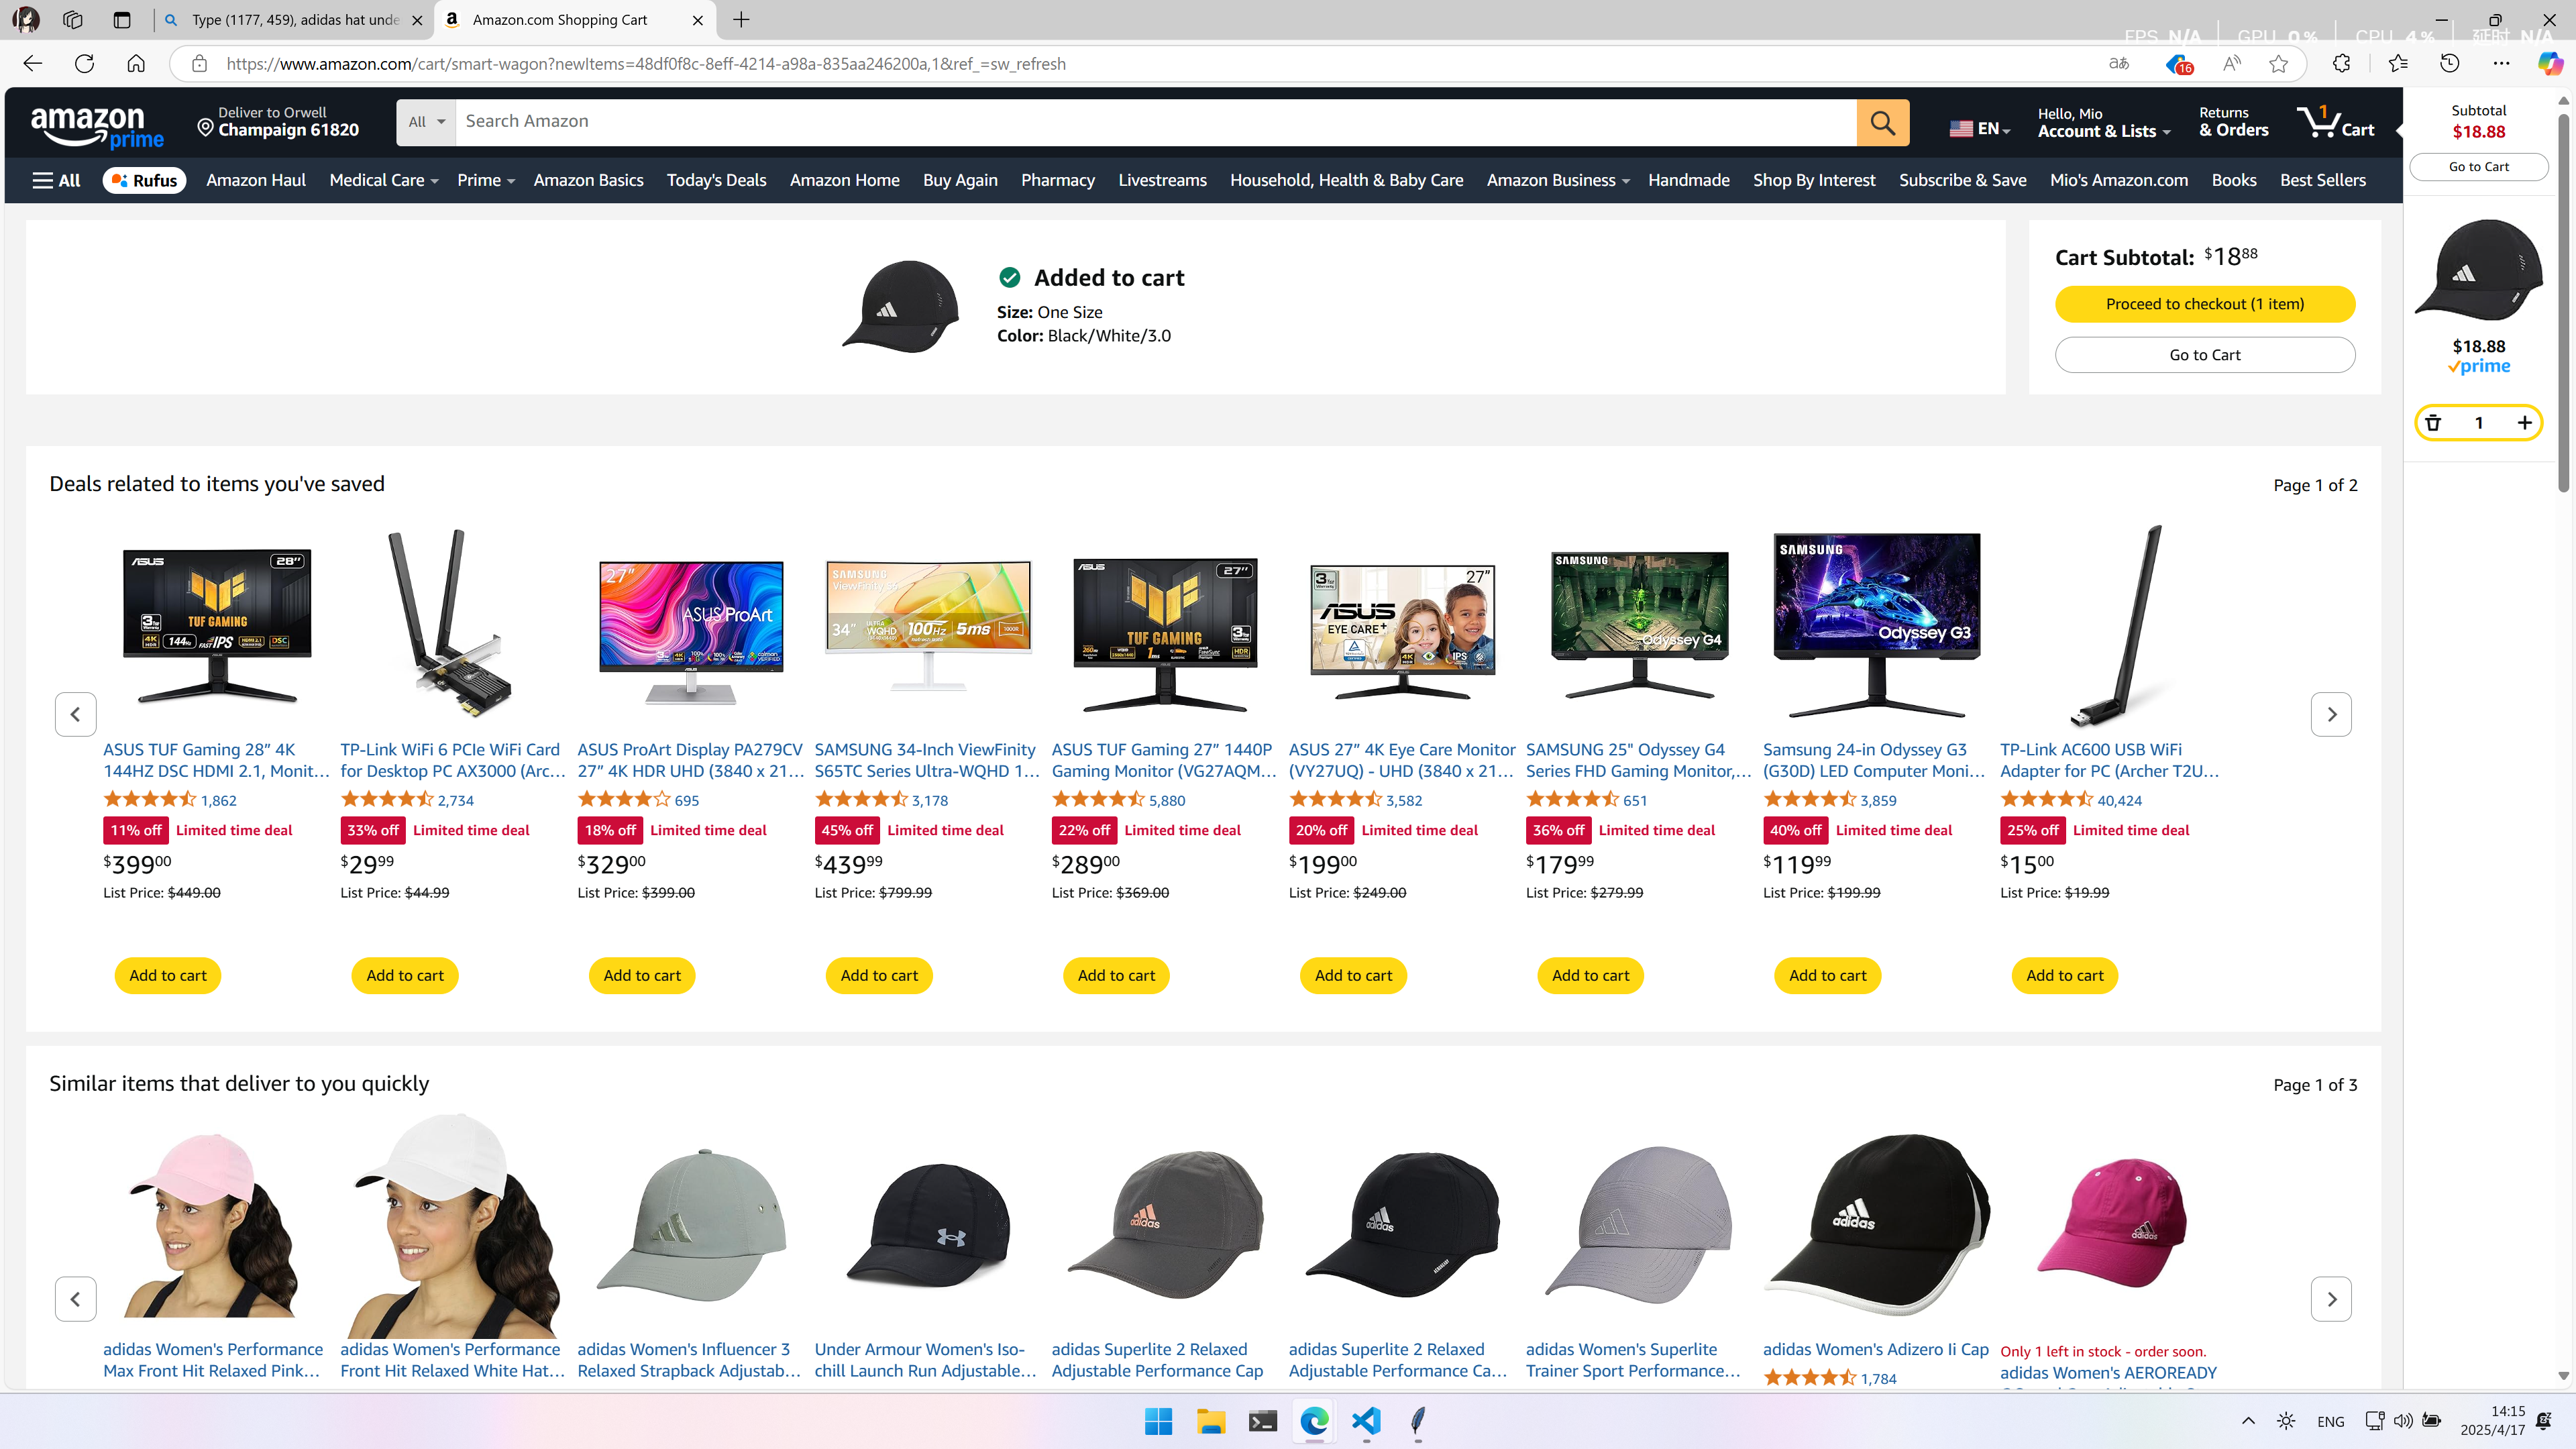 Type (1177, 459), adidas hat unde
Amazon.com Shopping Cart
FPS N/A
GPU 0 %
CPU 4 %
延时 N/A
https://www.amazon.com/cart/smart-wagon?newItems=48df0f8c-8eff-4214-a98a-835aa246200a,1&ref_=sw_refresh
16
amazon prime
Deliver to Orwell
Champaign 61820
All
Search Amazon
EN
Hello, Mio
Account & Lists
Returns
& Orders
1
Cart
Subtotal
$18.88
Go to Cart
All
Rufus
Amazon Haul
Medical Care
Prime
Amazon Basics
Today's Deals
Amazon Home
Buy Again
Pharmacy
Livestreams
Household, Health & Baby Care
Amazon Business
Handmade
Shop By Interest
Subscribe & Save
Mio's Amazon.com
Books
Best Sellers
Added to cart
Size: One Size
Color: Black/White/3.0
Cart Subtotal: $18.88
Proceed to checkout (1 item)
Go to Cart
$18.88
prime
1
Deals related to items you've saved
Page 1 of 2
ASUS TUF Gaming 28” 4K
144HZ DSC HDMI 2.1, Monit…
1,862
11% off Limited time deal
$399.00
List Price: $449.00
Add to cart
TP-Link WiFi 6 PCIe WiFi Card
for Desktop PC AX3000 (Arc…
2,734
33% off Limited time deal
$29.99
List Price: $44.99
Add to cart
ASUS ProArt Display PA279CV
27” 4K HDR UHD (3840 x 21…
695
18% off Limited time deal
$329.00
List Price: $399.00
Add to cart
SAMSUNG 34-Inch ViewFinity
S65TC Series Ultra-WQHD 1…
3,178
45% off Limited time deal
$439.99
List Price: $799.99
Add to cart
ASUS TUF Gaming 27” 1440P
Gaming Monitor (VG27AQM…
5,880
22% off Limited time deal
$289.00
List Price: $369.00
Add to cart
ASUS 27” 4K Eye Care Monitor
(VY27UQ) - UHD (3840 x 21…
3,582
20% off Limited time deal
$199.00
List Price: $249.00
Add to cart
SAMSUNG 25" Odyssey G4
Series FHD Gaming Monitor,…
651
36% off Limited time deal
$179.99
List Price: $279.99
Add to cart
Samsung 24-in Odyssey G3
(G30D) LED Computer Moni…
3,859
40% off Limited time deal
$119.99
List Price: $199.99
Add to cart
TP-Link AC600 USB WiFi
Adapter for PC (Archer T2U…
40,424
25% off Limited time deal
$15.00
List Price: $19.99
Add to cart
Similar items that deliver to you quickly
Page 1 of 3
adidas Women's Performance
Max Front Hit Relaxed Pink…
adidas Women's Performance
Front Hit Relaxed White Hat…
adidas Women's Influencer 3
Relaxed Strapback Adjustab…
Under Armour Women's Iso-
chill Launch Run Adjustable…
adidas Superlite 2 Relaxed
Adjustable Performance Cap
adidas Superlite 2 Relaxed
Adjustable Performance Ca…
adidas Women's Superlite
Trainer Sport Performance…
adidas Women's Adizero Ii Cap
1,784
Only 1 left in stock - order soon.
adidas Women's AEROREADY
ENG
14:15
2025/4/17